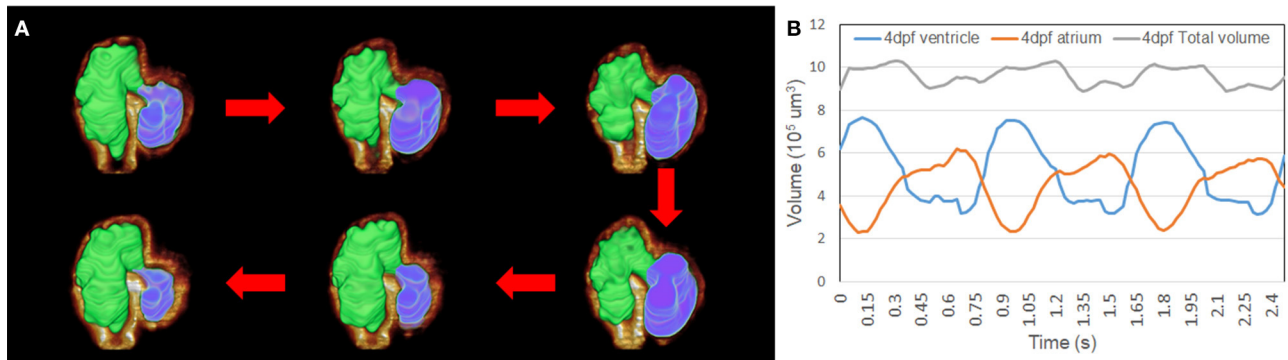 A
B
12
10
8
6
4
2
0
Volume (10⁵ um³)
4dpf ventricle 4dpf atrium 4dpf Total volume
0 0.15 0.3 0.45 0.6 0.75 0.9 1.05 1.2 1.35 1.5 1.65 1.8 1.95 2.1 2.25 2.4
Time (s)